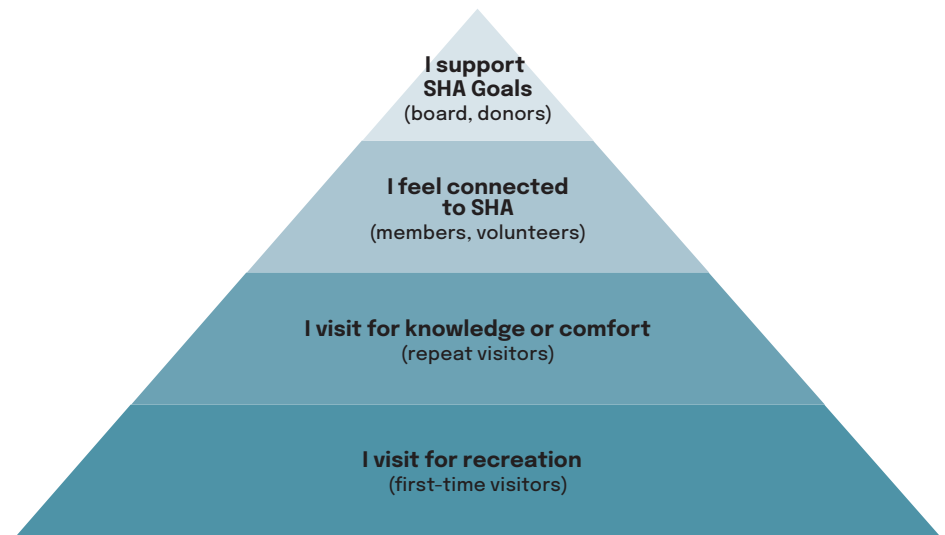 I support
SHA Goals
(board, donors)
I feel connected
to SHA
(members, volunteers)
I visit for knowledge or comfort
(repeat visitors)
I visit for recreation
(first-time visitors)